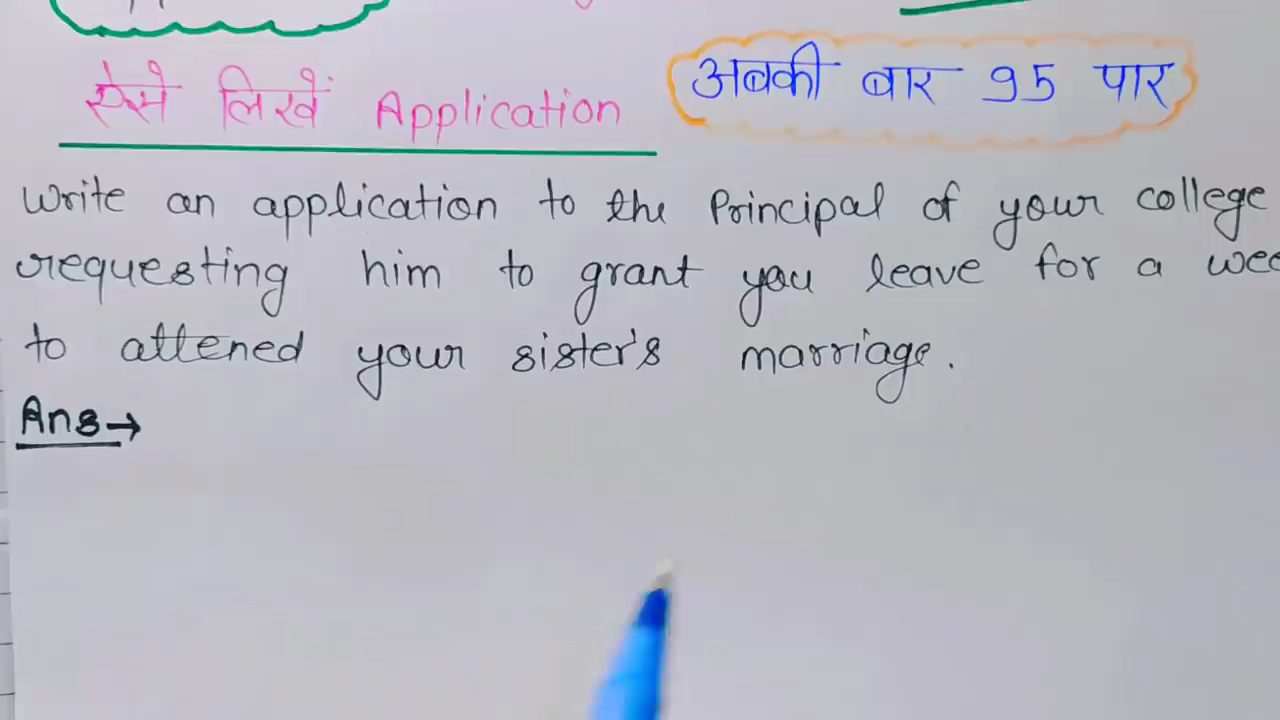 ऐसे लिखें Application
अबकी बार 95 पार
Write an application to the Principal of your college
requesting him to grant you leave for a wee
to attened your sister's marriage.
Ans→